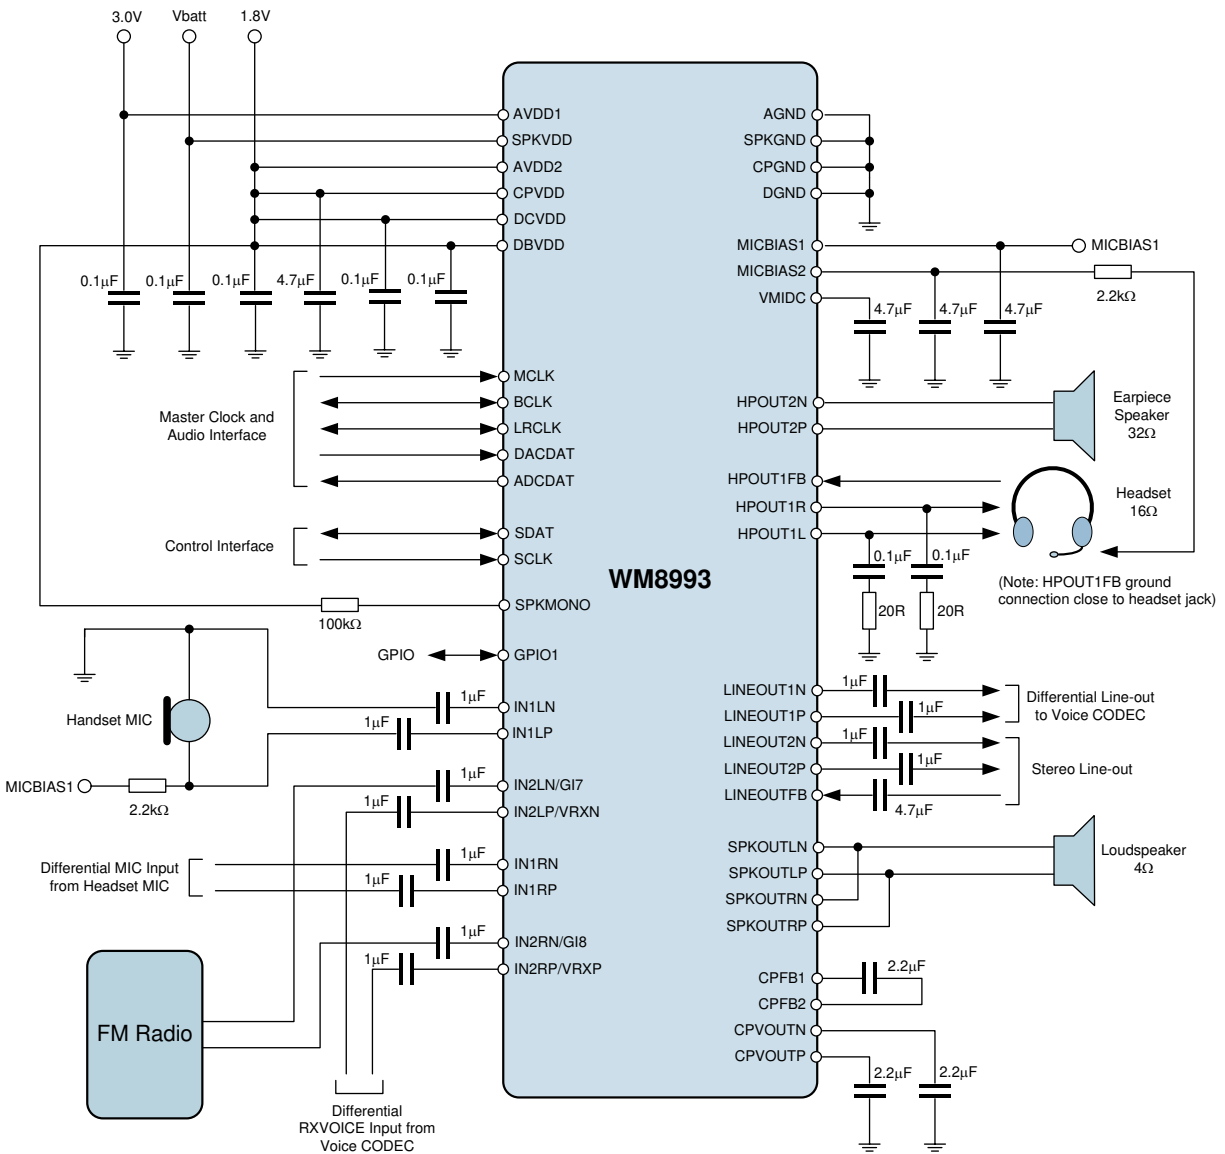 3.0V
Vbatt
1.8V
AVDD1
SPKVDD
AVDD2
CPVDD
DCVDD
DBVDD
0.1µF
0.1µF
0.1µF
4.7µF
0.1µF
0.1µF
Master Clock and
Audio Interface
MCLK
BCLK
LRCLK
DACDAT
ADCDAT
Control Interface
SDAT
SCLK
SPKMONO
100kΩ
GPIO
GPIO1
Handset MIC
MICBIAS1
2.2kΩ
1µF
IN1LN
1µF
IN1LP
1µF
IN2LN/GI7
1µF
IN2LP/VRXN
Differential MIC Input
from Headset MIC
1µF
IN1RN
1µF
IN1RP
1µF
IN2RN/GI8
1µF
IN2RP/VRXP
FM Radio
Differential
RXVOICE Input from
Voice CODEC
WM8993
AGND
SPKGND
CPGND
DGND
MICBIAS1
MICBIAS1
MICBIAS2
2.2kΩ
VMIDC
4.7µF
4.7µF
4.7µF
HPOUT2N
HPOUT2P
Earpiece
Speaker
32Ω
HPOUT1FB
HPOUT1R
HPOUT1L
Headset
16Ω
0.1µF
0.1µF
20R
20R
(Note: HPOUT1FB ground
connection close to headset jack)
LINEOUT1N
1µF
LINEOUT1P
1µF
Differential Line-out
to Voice CODEC
LINEOUT2N
1µF
LINEOUT2P
1µF
LINEOUTFB
4.7µF
Stereo Line-out
SPKOUTLN
SPKOUTLP
SPKOUTRN
SPKOUTRP
Loudspeaker
4Ω
CPFB1
2.2µF
CPFB2
CPVOUTN
CPVOUTP
2.2µF
2.2µF